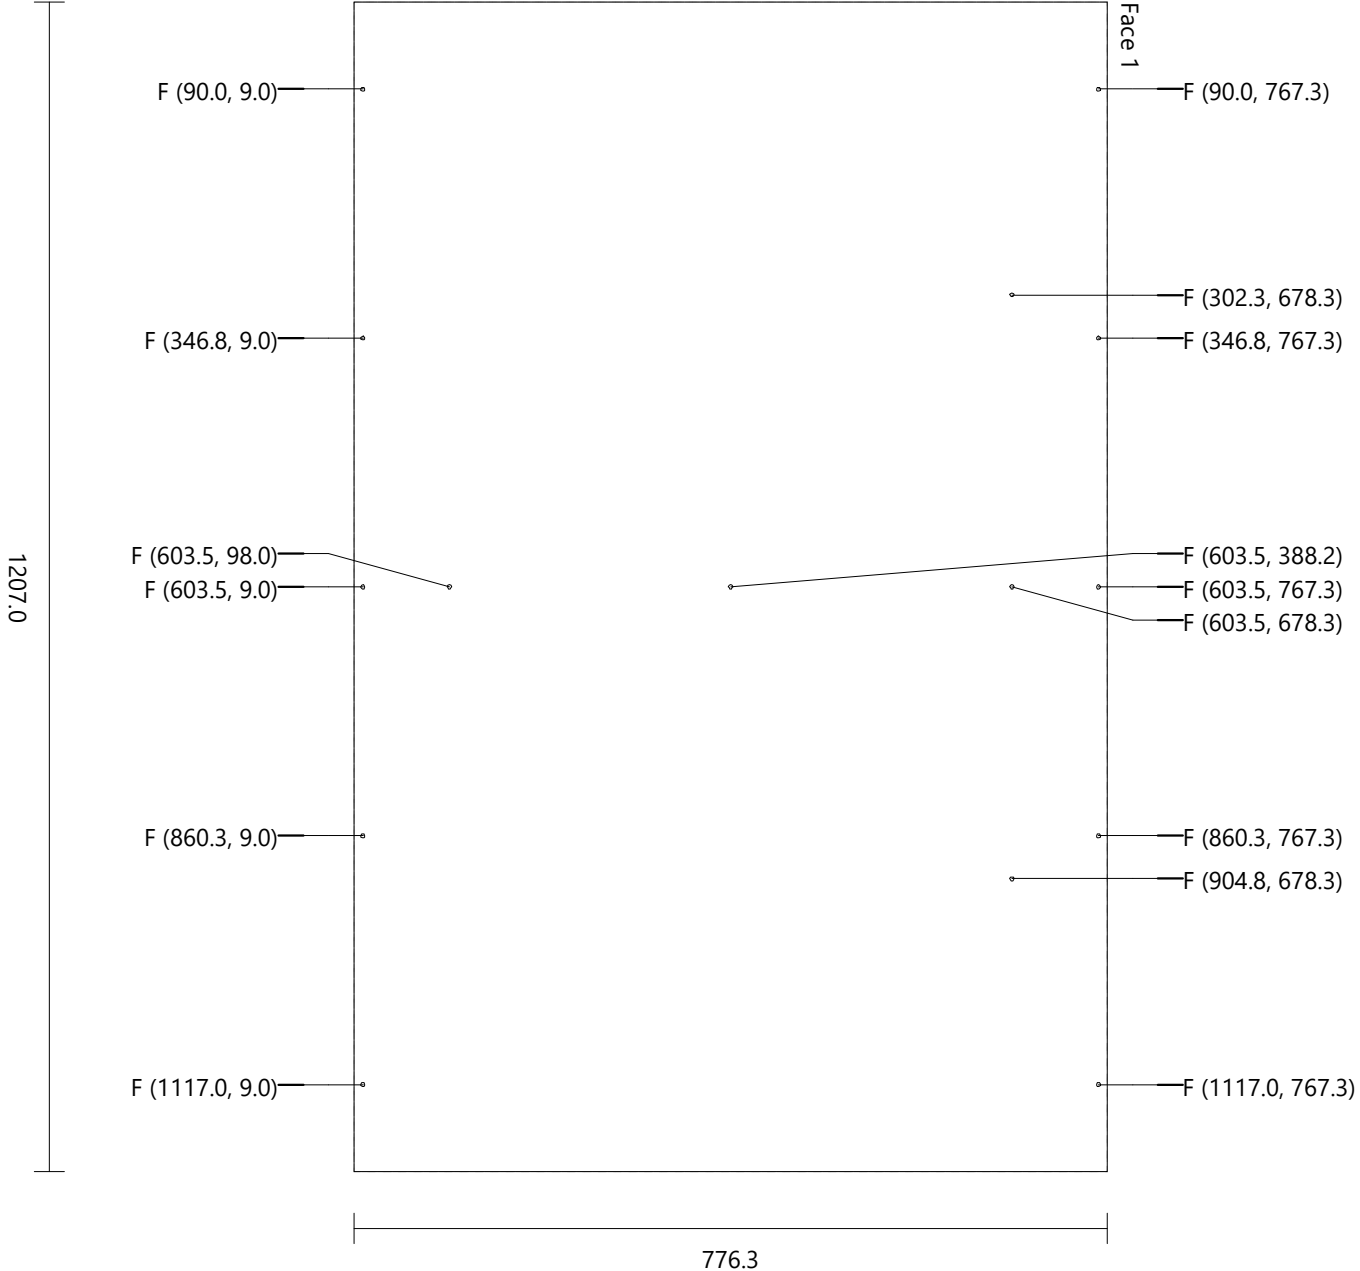 Face 1
F (90.0, 9.0)
F (90.0, 767.3)
F (302.3, 678.3)
F (346.8, 9.0)
F (346.8, 767.3)
F (603.5, 98.0)
F (603.5, 388.2)
F (603.5, 9.0)
F (603.5, 767.3)
F (603.5, 678.3)
1207.0
F (860.3, 9.0)
F (860.3, 767.3)
F (904.8, 678.3)
F (1117.0, 9.0)
F (1117.0, 767.3)
776.3